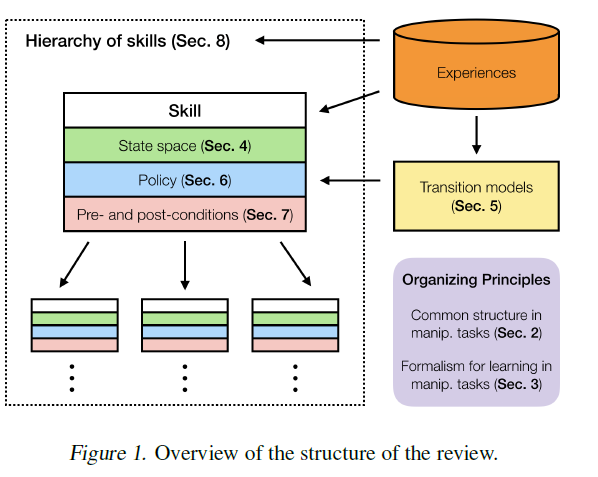 Hierarchy of skills (Sec. 8)
Experiences
Skill
State space (Sec. 4)
Policy (Sec. 6)
Pre- and post-conditions (Sec. 7)
Transition models
(Sec. 5)
Organizing Principles
Common structure in
manip. tasks (Sec. 2)
Formalism for learning in
manip. tasks (Sec. 3)
Figure 1. Overview of the structure of the review.